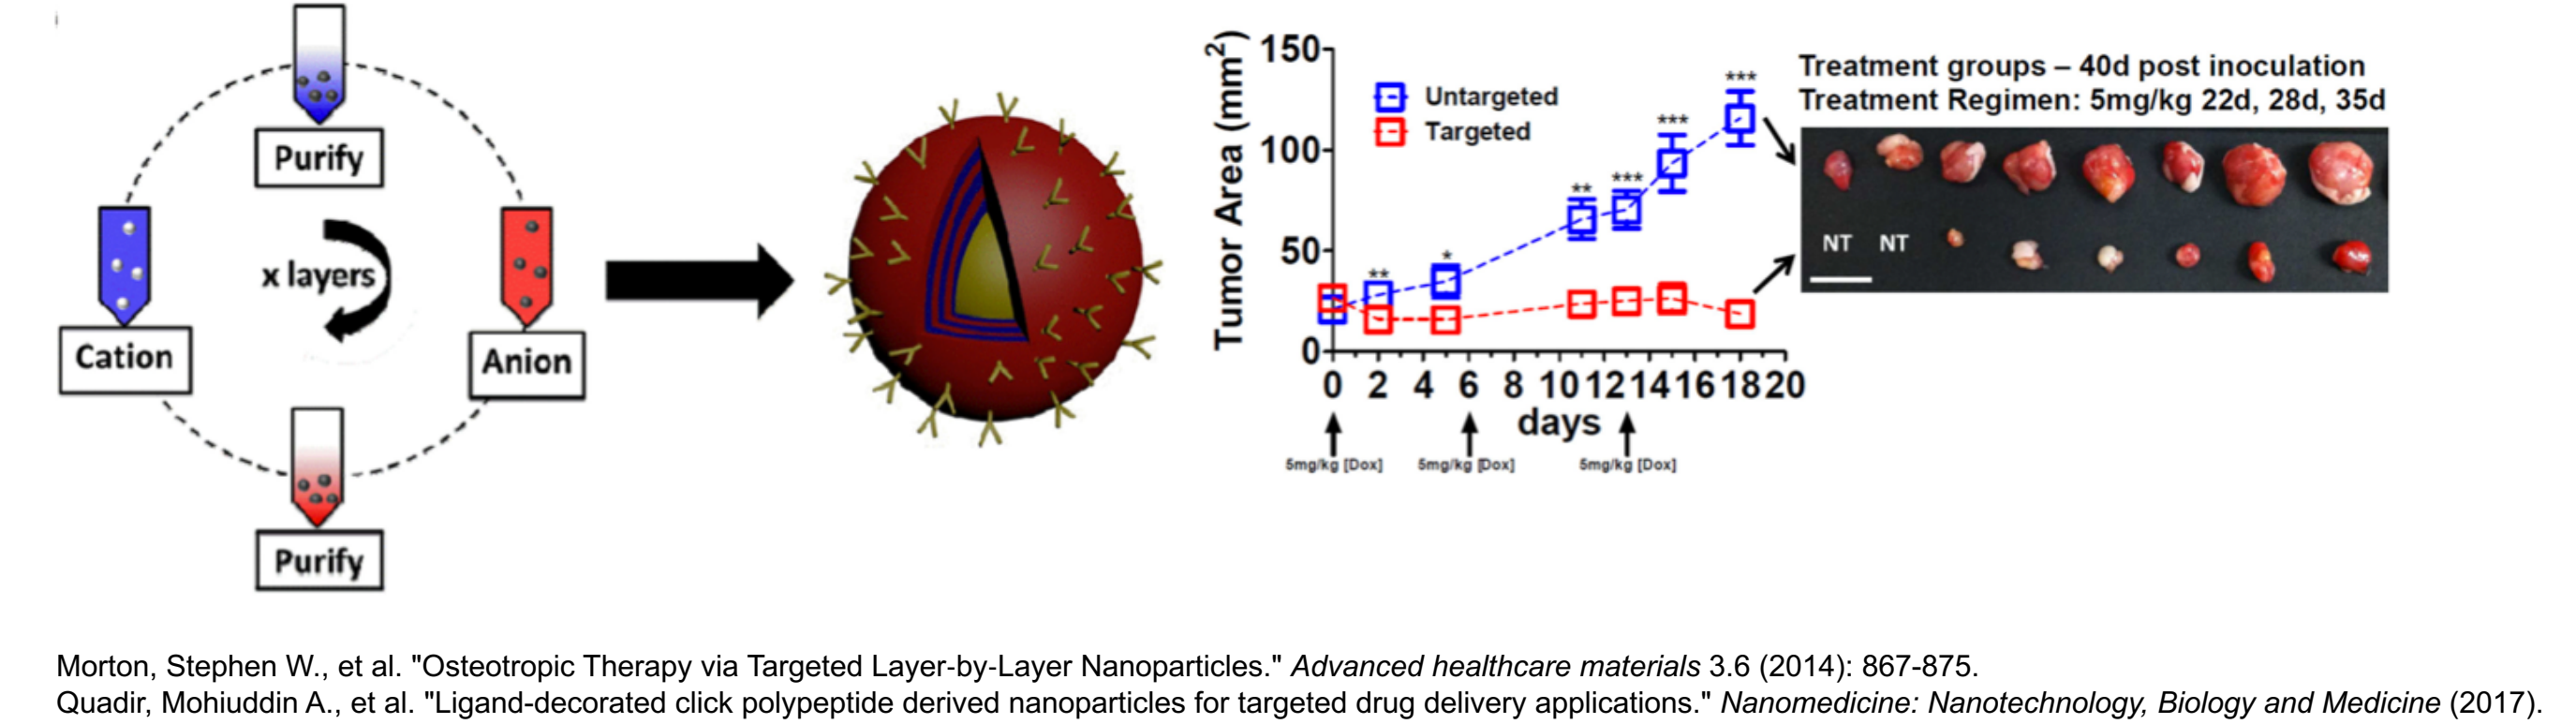 Purify
Cation
x layers
Anion
Purify
Tumor Area (mm²)
150
100
50
0
Untargeted
Targeted
**
*
**
***
***
***
0 2 4 6 8 10 12 14 16 18 20
days
5mg/kg [Dox] 5mg/kg [Dox] 5mg/kg [Dox]
Treatment groups – 40d post inoculation
Treatment Regimen: 5mg/kg 22d, 28d, 35d
NT NT
Morton, Stephen W., et al. "Osteotropic Therapy via Targeted Layer-by-Layer Nanoparticles." Advanced healthcare materials 3.6 (2014): 867-875.
Quadir, Mohiuddin A., et al. "Ligand-decorated click polypeptide derived nanoparticles for targeted drug delivery applications." Nanomedicine: Nanotechnology, Biology and Medicine (2017).